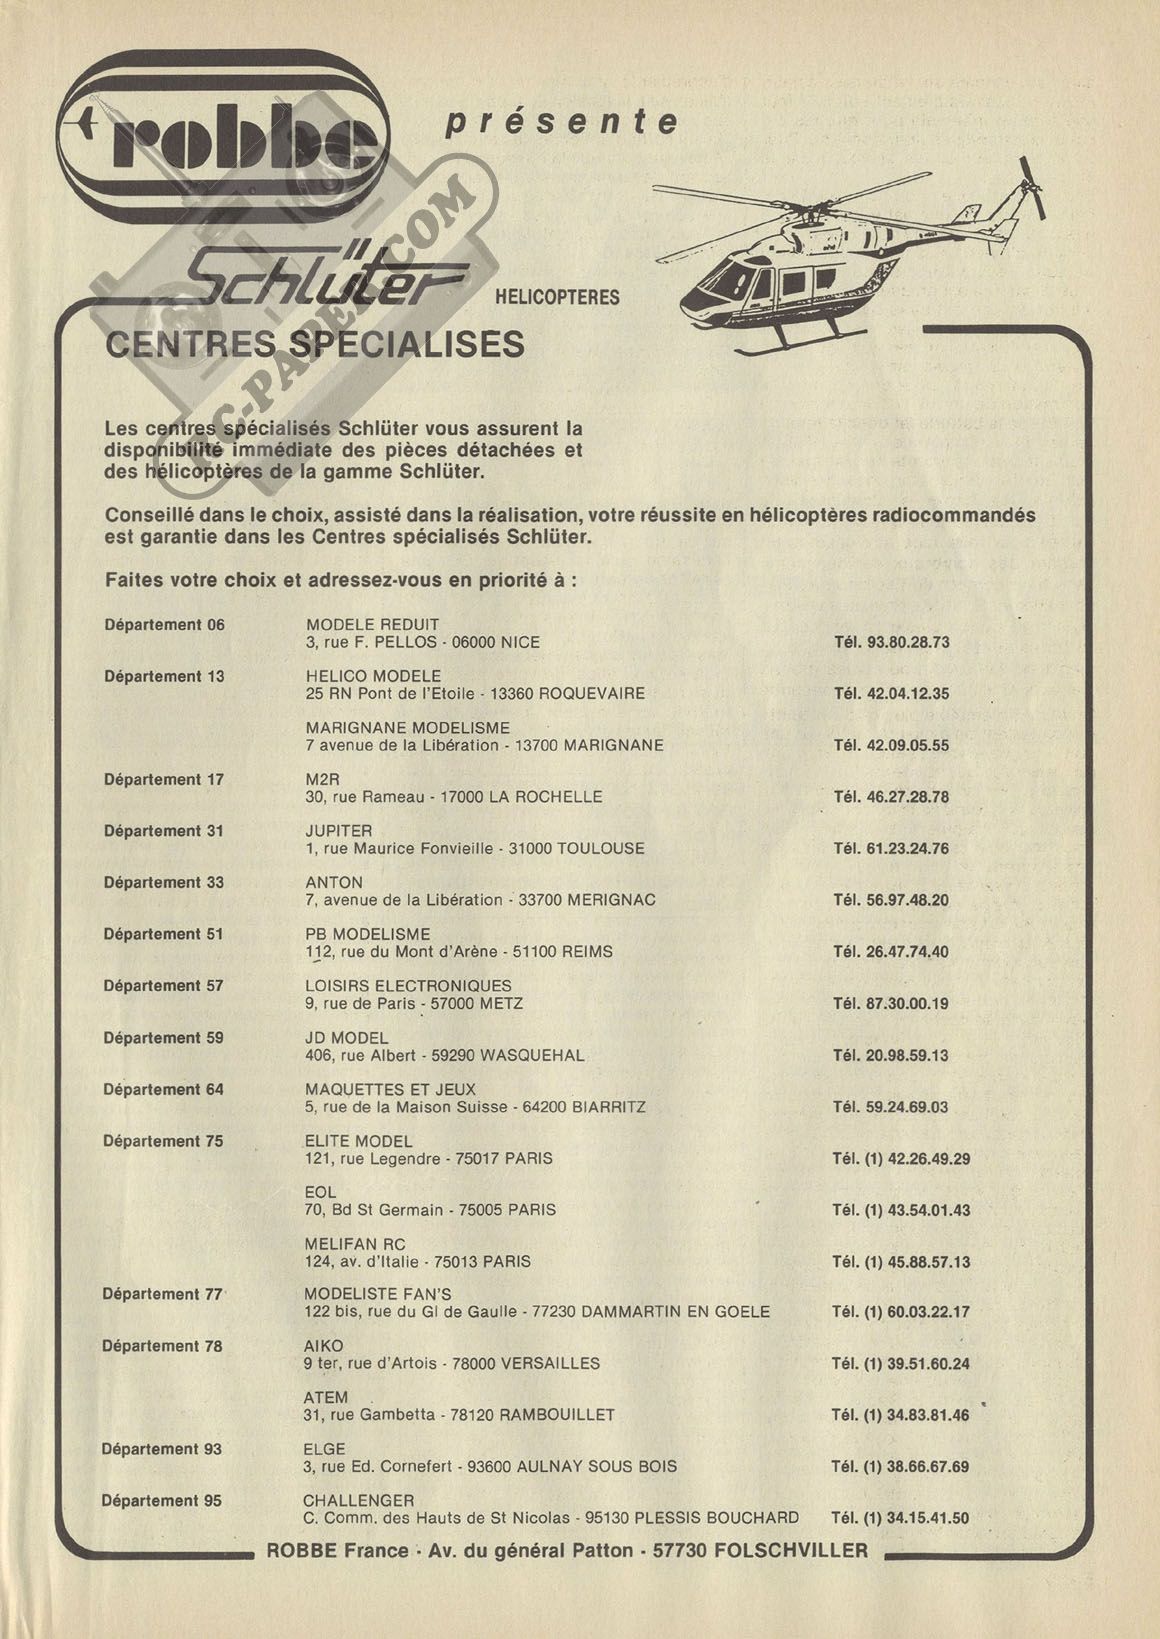 robbe
présente
Schlüter HELICOPTERES
CENTRES SPECIALISES
RC-PAPER.COM
Les centres spécialisés Schlüter vous assurent la
disponibilité immédiate des pièces détachées et
des hélicoptères de la gamme Schlüter.
Conseillé dans le choix, assisté dans la réalisation, votre réussite en hélicoptères radiocommandés
est garantie dans les Centres spécialisés Schlüter.
Faites votre choix et adressez-vous en priorité à :
Département 06 MODELE REDUIT
3, rue F. PELLOS - 06000 NICE Tél. 93.80.28.73
Département 13 HELICO MODELE
25 RN Pont de l'Etoile - 13360 ROQUEVAIRE Tél. 42.04.12.35
MARIGNANE MODELISME
7 avenue de la Libération - 13700 MARIGNANE Tél. 42.09.05.55
Département 17 M2R
30, rue Rameau - 17000 LA ROCHELLE Tél. 46.27.28.78
Département 31 JUPITER
1, rue Maurice Fonvieille - 31000 TOULOUSE Tél. 61.23.24.76
Département 33 ANTON
7, avenue de la Libération - 33700 MERIGNAC Tél. 56.97.48.20
Département 51 PB MODELISME
112, rue du Mont d'Arène - 51100 REIMS Tél. 26.47.74.40
Département 57 LOISIRS ELECTRONIQUES
9, rue de Paris - 57000 METZ Tél. 87.30.00.19
Département 59 JD MODEL
406, rue Albert - 59290 WASQUEHAL Tél. 20.98.59.13
Département 64 MAQUETTES ET JEUX
5, rue de la Maison Suisse - 64200 BIARRITZ Tél. 59.24.69.03
Département 75 ELITE MODEL
121, rue Legendre - 75017 PARIS Tél. (1) 42.26.49.29
EOL
70, Bd St Germain - 75005 PARIS Tél. (1) 43.54.01.43
MELIFAN RC
124, av. d'Italie - 75013 PARIS Tél. (1) 45.88.57.13
Département 77 MODELISTE FAN'S
122 bis, rue du Gl de Gaulle - 77230 DAMMARTIN EN GOELE Tél. (1) 60.03.22.17
Département 78 AIKO
9 ter, rue d'Artois - 78000 VERSAILLES Tél. (1) 39.51.60.24
ATEM
31, rue Gambetta - 78120 RAMBOUILLET Tél. (1) 34.83.81.46
Département 93 ELGE
3, rue Ed. Cornefert - 93600 AULNAY SOUS BOIS Tél. (1) 38.66.67.69
Département 95 CHALLENGER
C. Comm. des Hauts de St Nicolas - 95130 PLESSIS BOUCHARD Tél. (1) 34.15.41.50
ROBBE France - Av. du général Patton - 57730 FOLSCHVILLER